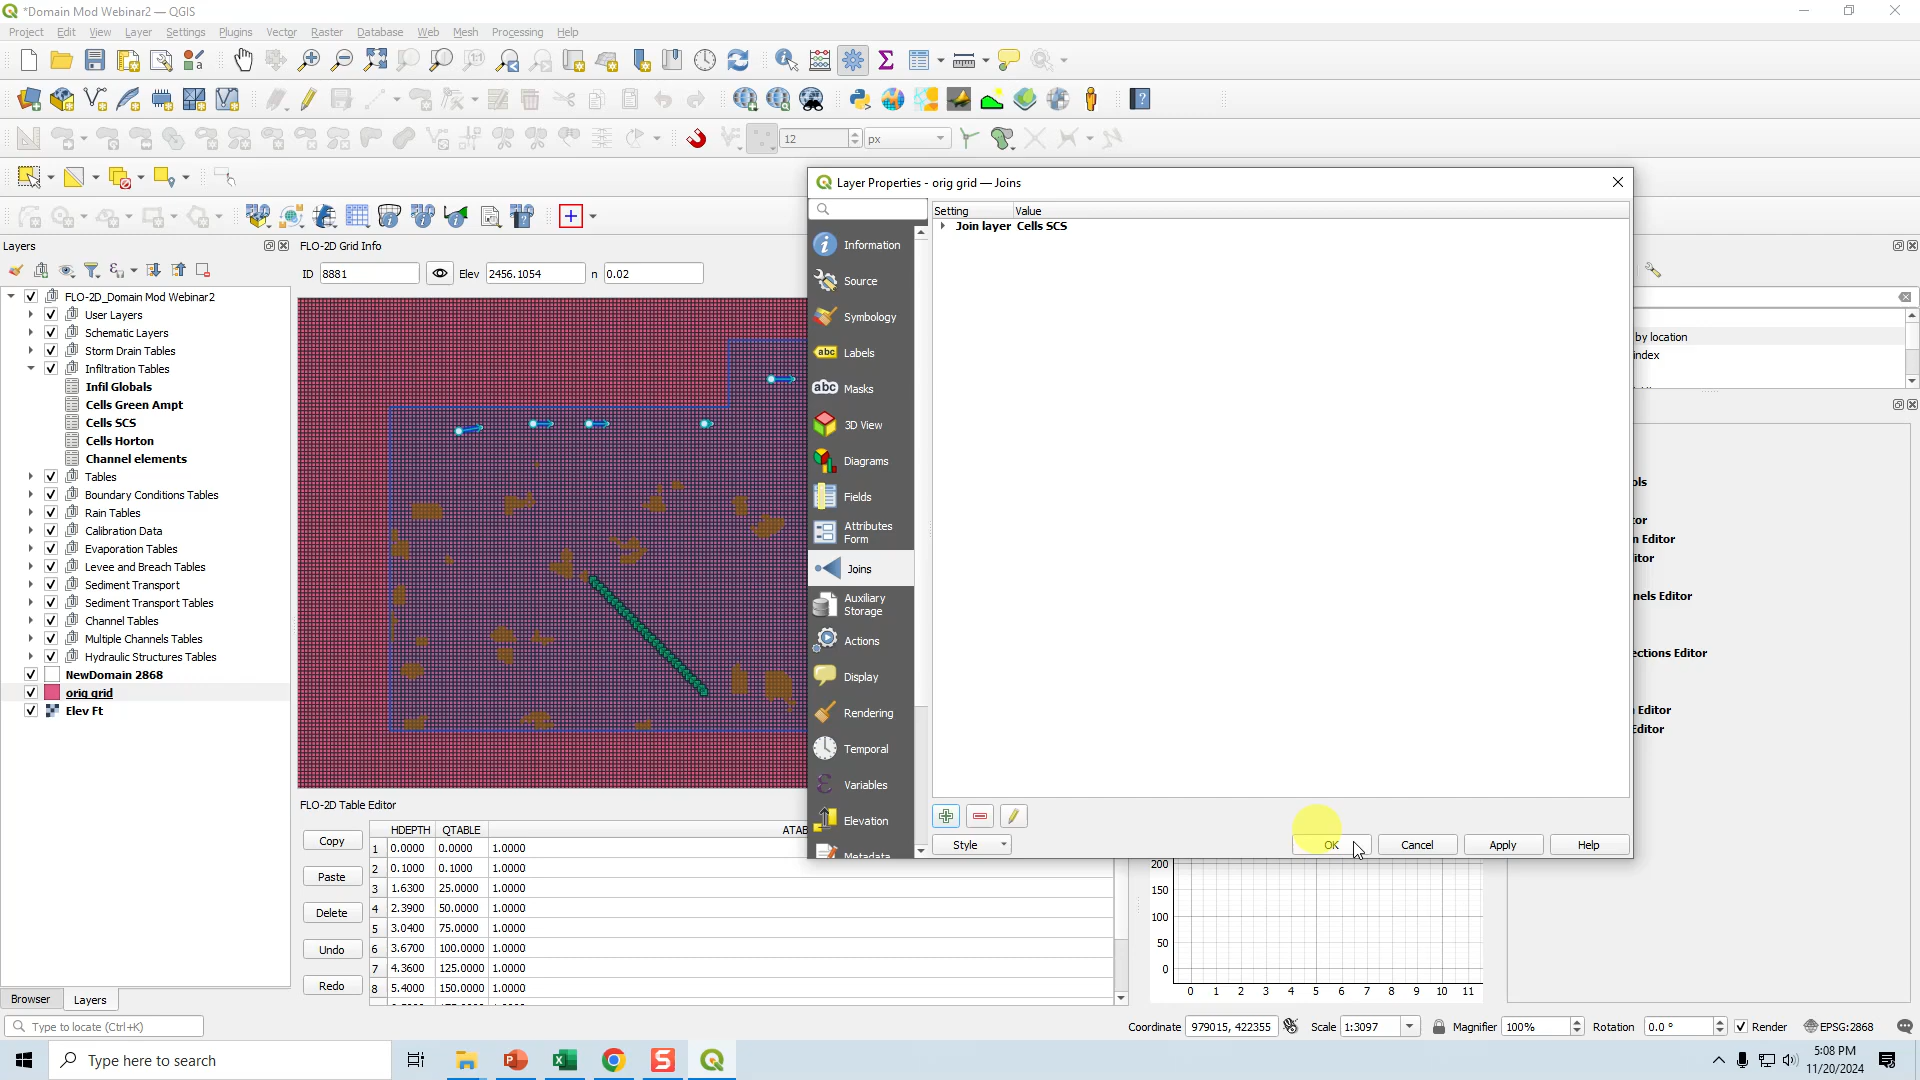 *Domain Mod Webinar2 — QGIS
Project Edit View Layer Settings Plugins Vector Raster Database Web Mesh Processing Help
12 px
Layers
FLO-2D Grid Info
ID 8881 Elev 2456.1054 n 0.02
FLO-2D_Domain Mod Webinar2
User Layers
Schematic Layers
Storm Drain Tables
Infiltration Tables
Infil Globals
Cells Green Ampt
Cells SCS
Cells Horton
Channel elements
Tables
Boundary Conditions Tables
Rain Tables
Calibration Data
Evaporation Tables
Levee and Breach Tables
Sediment Transport
Sediment Transport Tables
Channel Tables
Multiple Channels Tables
Hydraulic Structures Tables
NewDomain 2868
orig grid
Elev Ft
Browser Layers
Type to locate (Ctrl+K)
Layer Properties - orig grid — Joins
Setting Value
Join layer Cells SCS
Information
Source
Symbology
abc Labels
abc Masks
3D View
Diagrams
Fields
Attributes Form
Joins
Auxiliary Storage
Actions
Display
Rendering
Temporal
Variables
Elevation
Metadata
Style
OK Cancel Apply Help
by location
index
ols
tor
n Editor
itor
nels Editor
ections Editor
Editor
ditor
FLO-2D Table Editor
Copy
Paste
Delete
Undo
Redo
HDEPTH QTABLE ATAB
1 0.0000 0.0000 1.0000
2 0.1000 0.1000 1.0000
3 1.6300 25.0000 1.0000
4 2.3900 50.0000 1.0000
5 3.0400 75.0000 1.0000
6 3.6700 100.0000 1.0000
7 4.3600 125.0000 1.0000
8 5.4000 150.0000 1.0000
200
150
100
50
0
0 1 2 3 4 5 6 7 8 9 10 11
Coordinate 979015, 422355 Scale 1:3097 Magnifier 100% Rotation 0.0 ° Render EPSG:2868
Type here to search
5:08 PM
11/20/2024